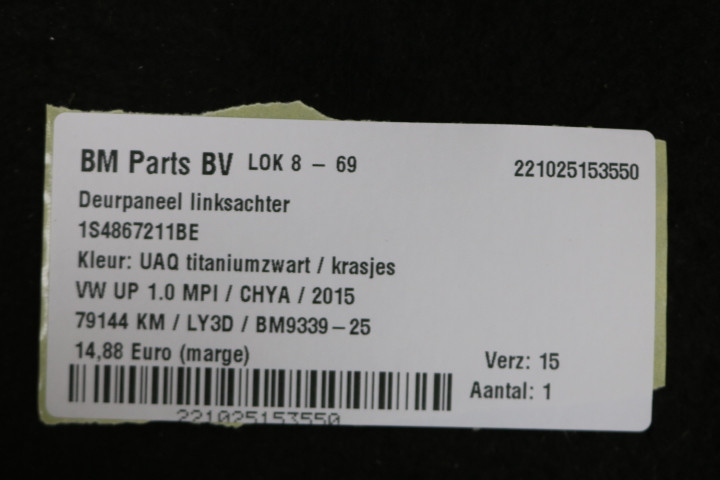 BM Parts BV LOK 8 - 69 221025153550
Deurpaneel linksachter
1S4867211BE
Kleur: UAQ titaniumzwart / krasjes
VW UP 1.0 MPI / CHYA / 2015
79144 KM / LY3D / BM9339-25
14,88 Euro (marge) Verz: 15
Aantal: 1
221025153550